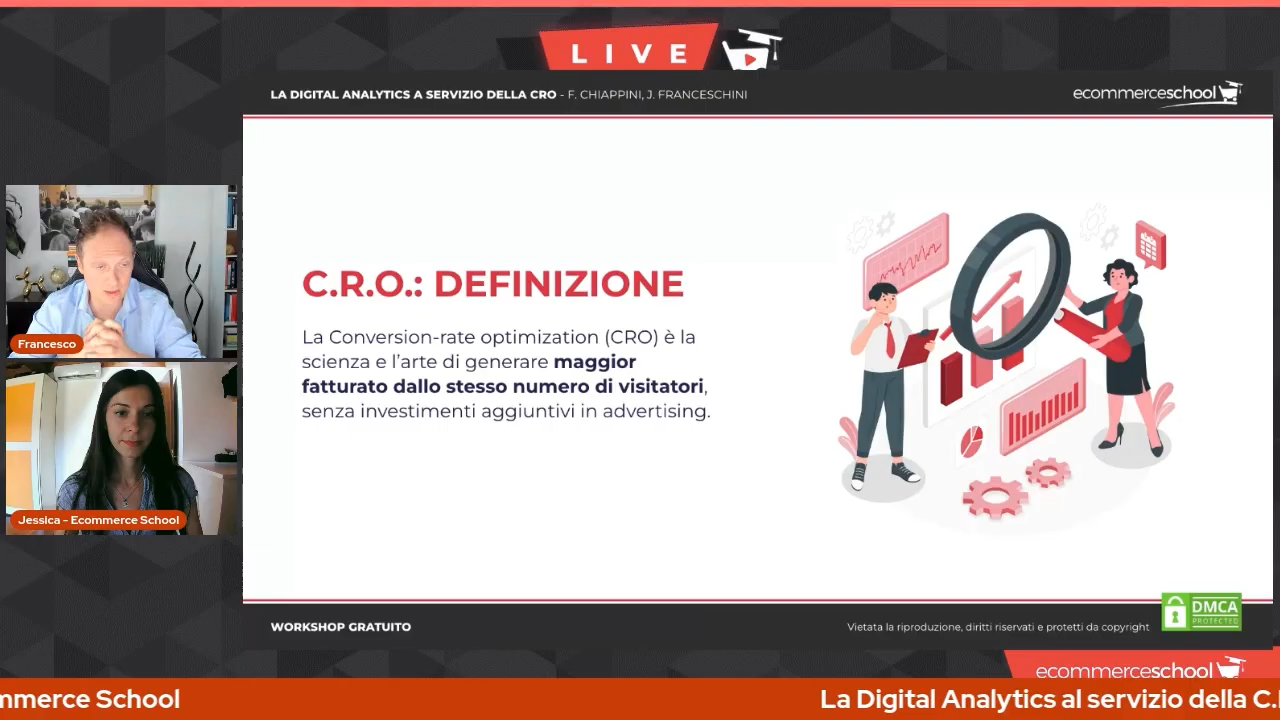 LIVE
LA DIGITAL ANALYTICS A SERVIZIO DELLA CRO - F. CHIAPPINI, J. FRANCESCHINI
ecommerceschool
Francesco
Jessica - Ecommerce School
C.R.O.: DEFINIZIONE
La Conversion-rate optimization (CRO) è la
scienza e l'arte di generare maggior
fatturato dallo stesso numero di visitatori,
senza investimenti aggiuntivi in advertising.
WORKSHOP GRATUITO
Vietata la riproduzione, diritti riservati e protetti da copyright
DMCA
PROTECTED
ecommerceschool
mmerce School
La Digital Analytics al servizio della C.